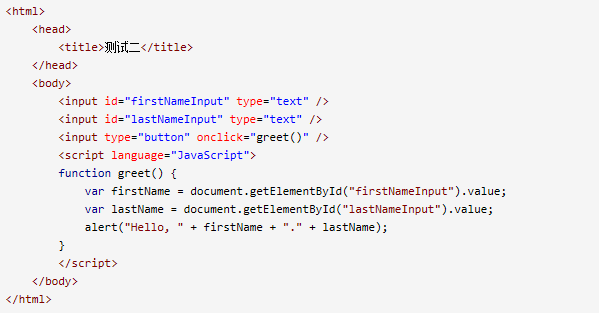 <html>
<head>
<title>测试二</title>
</head>
<body>
<input id="firstNameInput" type="text" />
<input id="lastNameInput" type="text" />
<input type="button" onclick="greet()" />
<script language="JavaScript">
function greet() {
var firstName = document.getElementById("firstNameInput").value;
var lastName = document.getElementById("lastNameInput").value;
alert("Hello, " + firstName + "." + lastName);
}
</script>
</body>
</html>